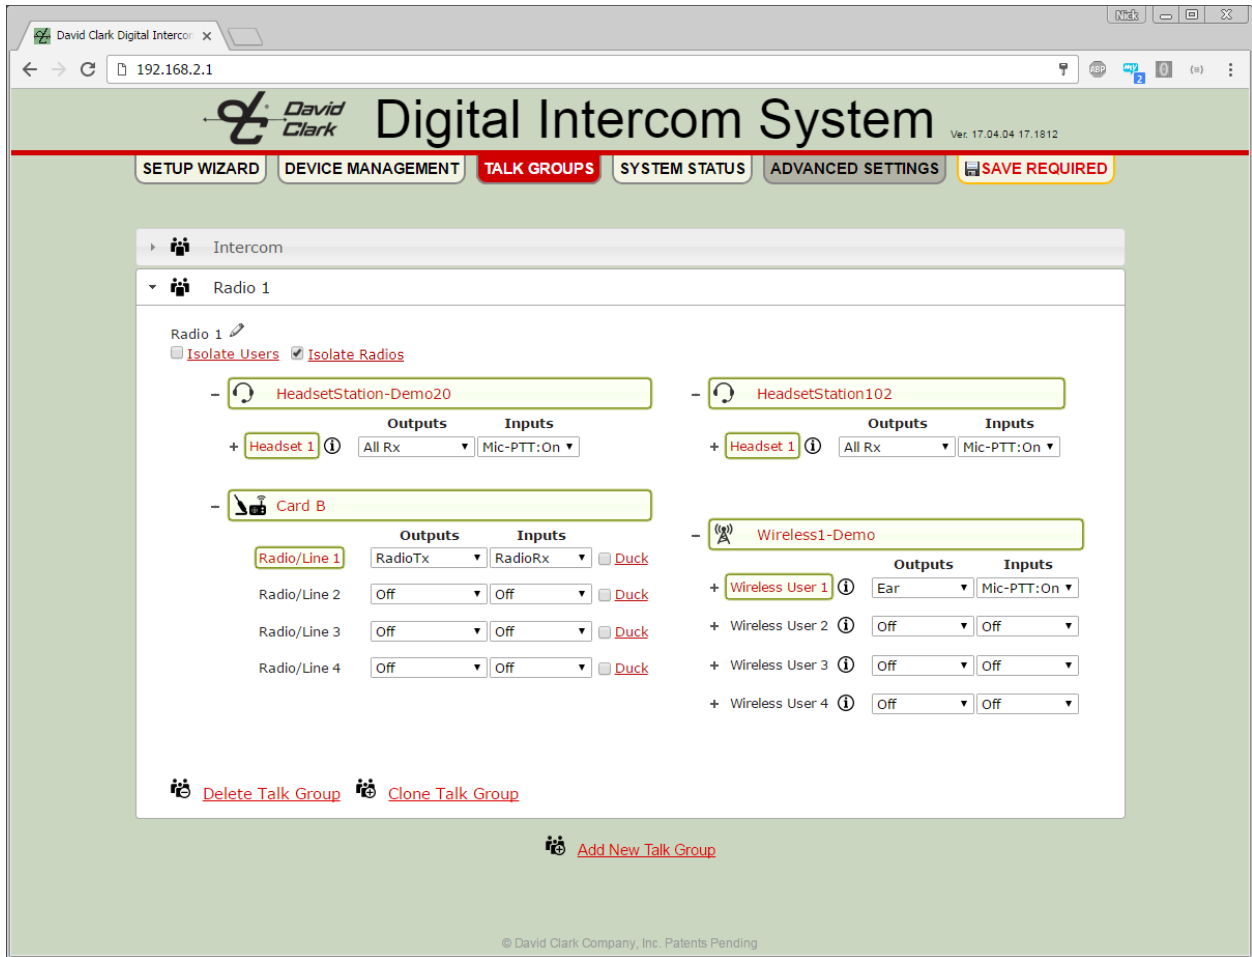 Nick
David Clark Digital Intercon
192.168.2.1
ABP
2
0
David Clark
Digital Intercom System
Ver. 17.04.04 17.1812
SETUP WIZARD DEVICE MANAGEMENT TALK GROUPS SYSTEM STATUS ADVANCED SETTINGS SAVE REQUIRED
Intercom
Radio 1
Radio 1
Isolate Users Isolate Radios
HeadsetStation-Demo20
Outputs Inputs
Headset 1 All Rx Mic-PTT:On
HeadsetStation102
Outputs Inputs
Headset 1 All Rx Mic-PTT:On
Card B
Outputs Inputs
Radio/Line 1 RadioTx RadioRx Duck
Radio/Line 2 Off Off Duck
Radio/Line 3 Off Off Duck
Radio/Line 4 Off Off Duck
Wireless1-Demo
Outputs Inputs
Wireless User 1 Ear Mic-PTT:On
Wireless User 2 Off Off
Wireless User 3 Off Off
Wireless User 4 Off Off
Delete Talk Group Clone Talk Group
Add New Talk Group
© David Clark Company, Inc. Patents Pending